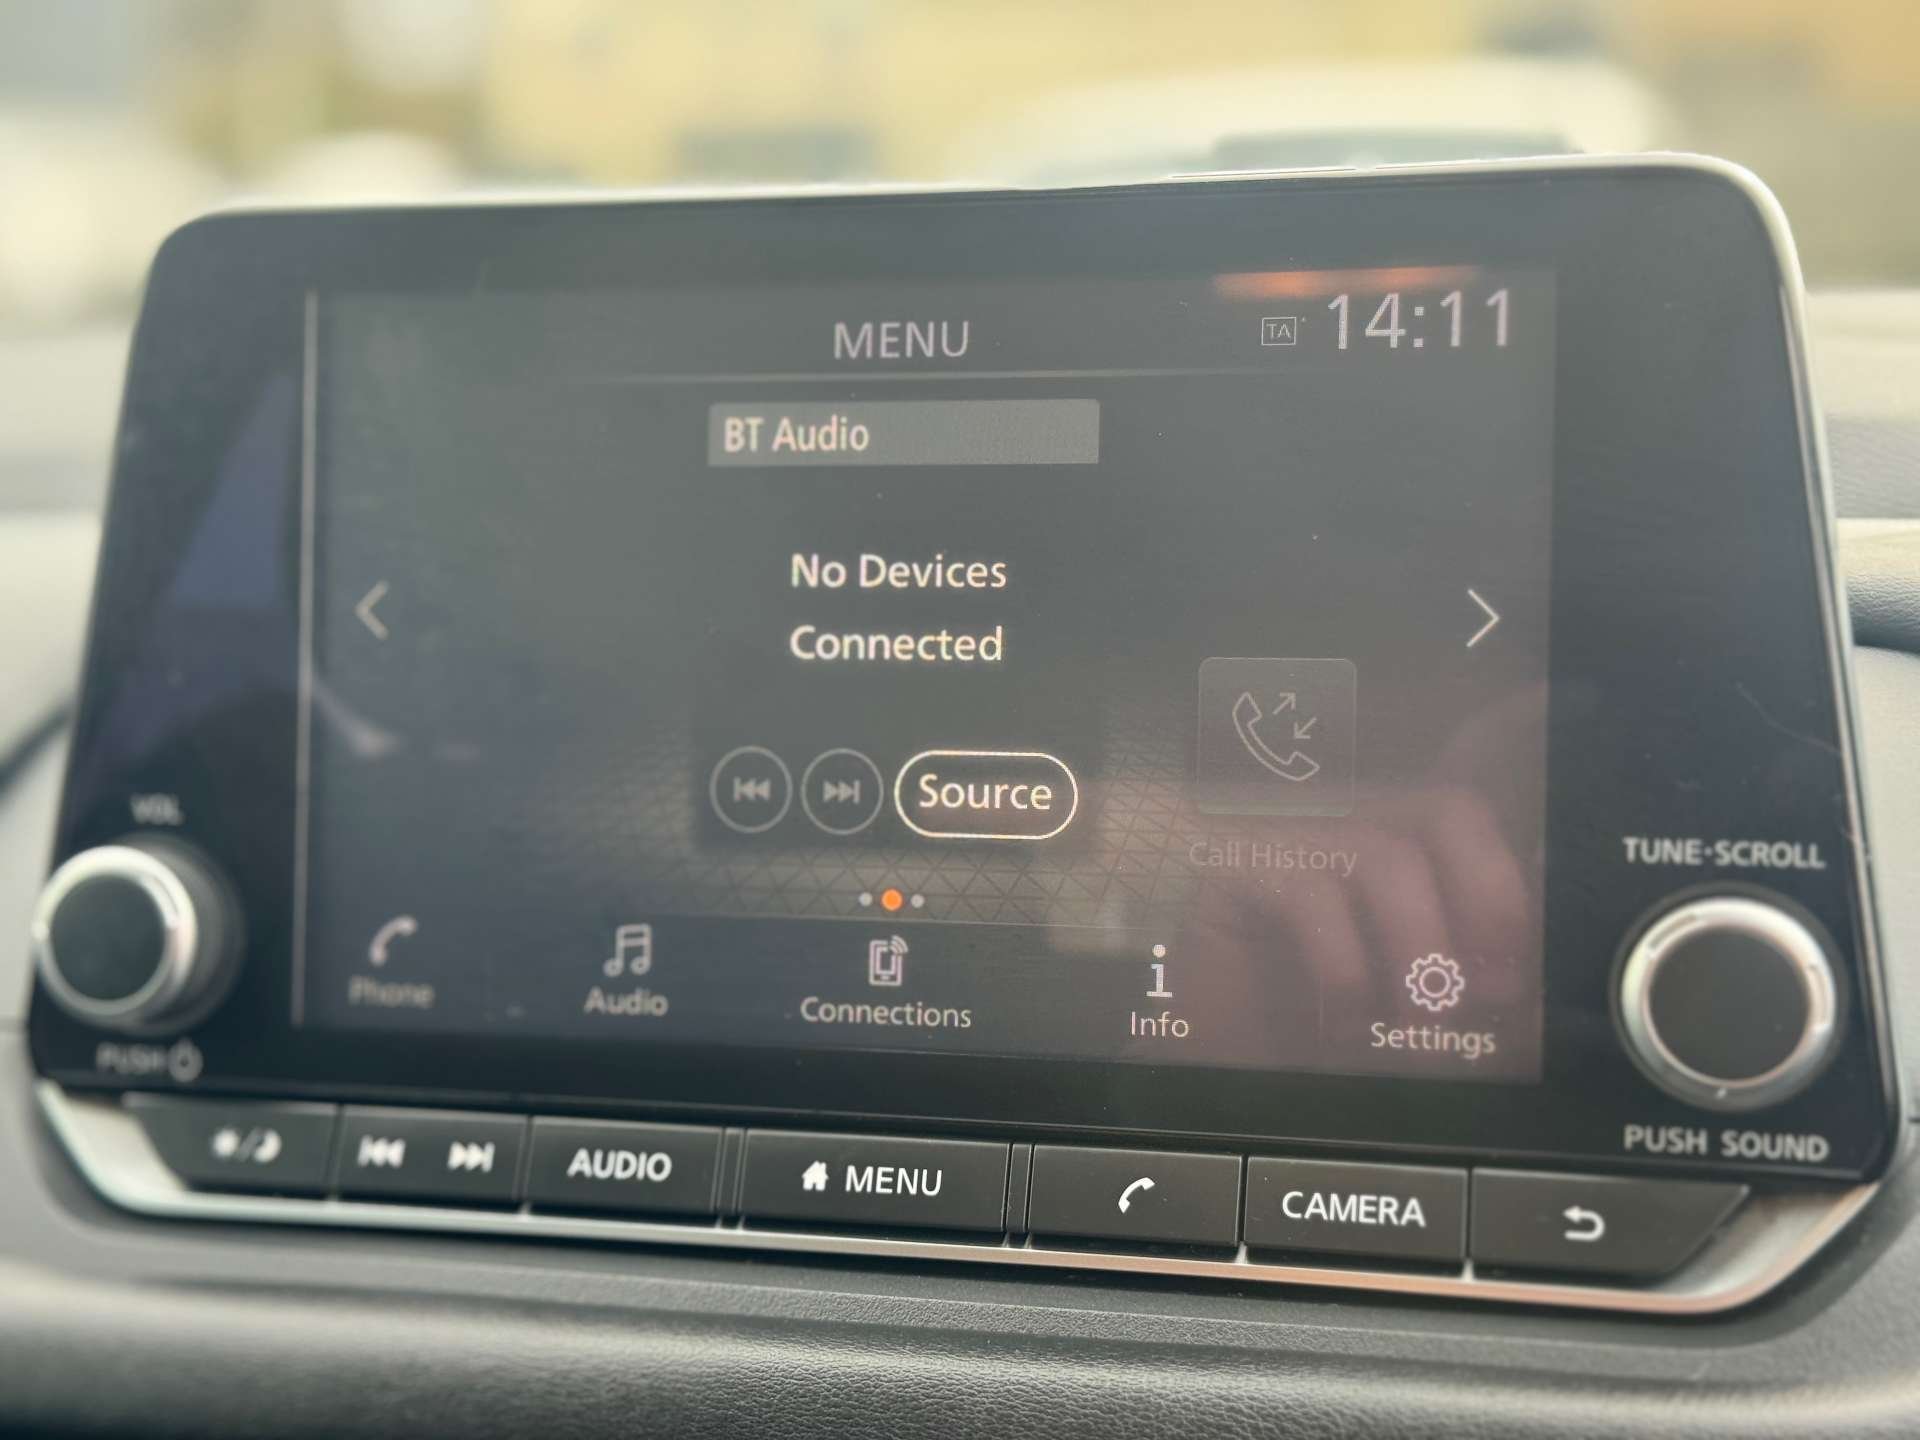 MENU
TA
14:11
BT Audio
No Devices
Connected
Source
Call History
Phone
Audio
Connections
Info
Settings
VOL
PUSH
TUNE·SCROLL
PUSH SOUND
AUDIO
MENU
CAMERA